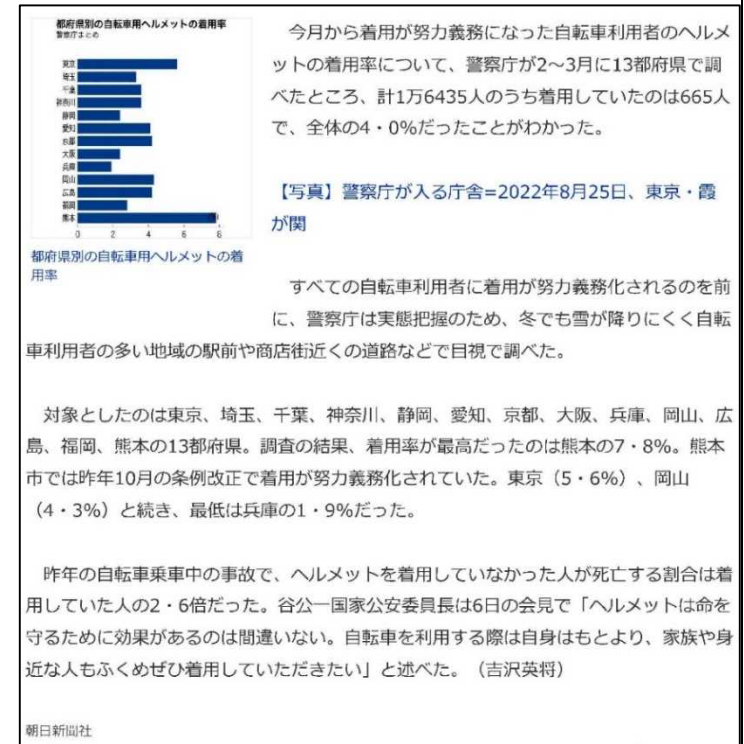 都府県別の自転車用ヘルメットの着用率
警察庁まとめ
東京
埼玉
千葉
神奈川
静岡
愛知
京都
大阪
兵庫
岡山
広島
福岡
熊本
0 2 4 6 8
都府県別の自転車用ヘルメットの着
用率
今月から着用が努力義務になった自転車利用者のヘルメ
ットの着用率について、警察庁が2〜3月に13都府県で調
べたところ、計1万6435人のうち着用していたのは665人
で、全体の4・0%だったことがわかった。
【写真】警察庁が入る庁舎=2022年8月25日、東京・霞
が関
すべての自転車利用者に着用が努力義務化されるのを前
に、警察庁は実態把握のため、冬でも雪が降りにくく自転
車利用者の多い地域の駅前や商店街近くの道路などで目視で調べた。
対象としたのは東京、埼玉、千葉、神奈川、静岡、愛知、京都、大阪、兵庫、岡山、広
島、福岡、熊本の13都府県。調査の結果、着用率が最高だったのは熊本の7・8%。熊本
市では昨年10月の条例改正で着用が努力義務化されていた。東京（5・6%）、岡山
（4・3%）と続き、最低は兵庫の1・9%だった。
昨年の自転車乗車中の事故で、ヘルメットを着用していなかった人が死亡する割合は着
用していた人の2・6倍だった。谷公一国家公安委員長は6日の会見で「ヘルメットは命を
守るために効果があるのは間違いない。自転車を利用する際は自身はもとより、家族や身
近な人もふくめぜひ着用していただきたい」と述べた。（吉沢英将）
朝日新聞社